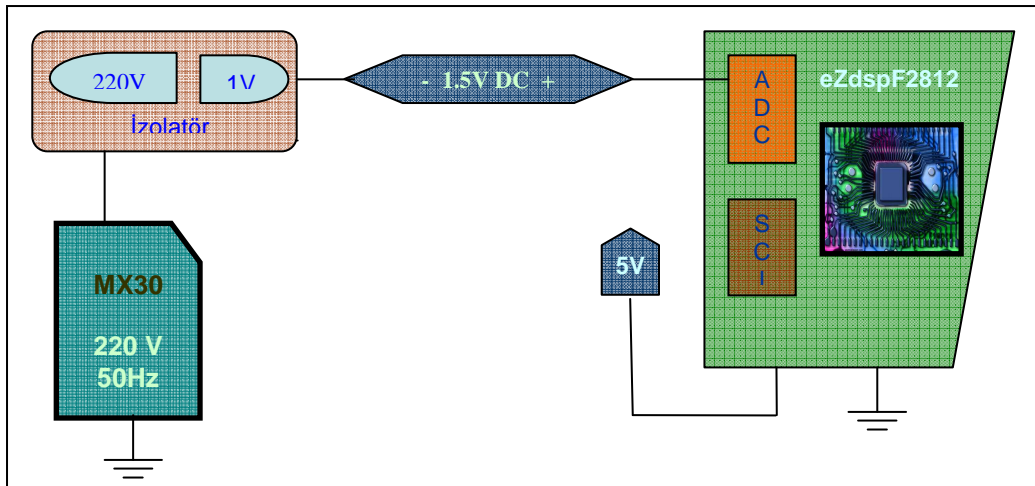 220V
1V
İzolatör
- 1.5V DC +
A
D
C
eZdspF2812
S
C
I
5V
MX30
220 V
50Hz